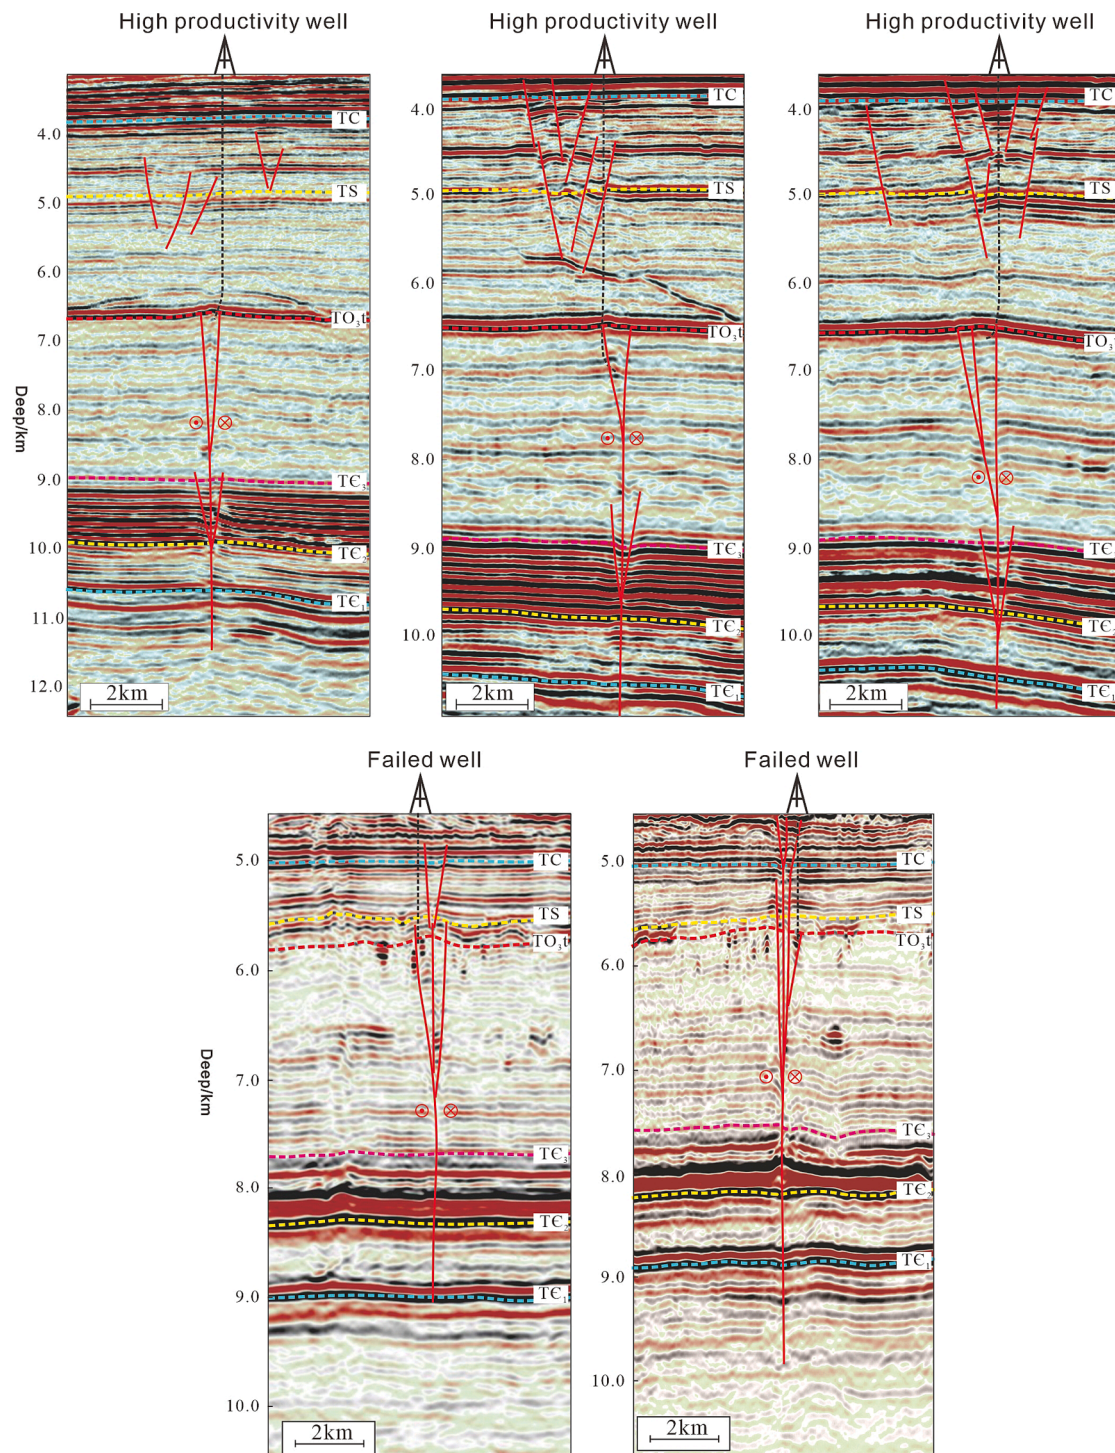 High productivity well
High productivity well
High productivity well
Deep/km
4.0
5.0
6.0
7.0
8.0
9.0
10.0
11.0
12.0
TC
TS
TO₃t
TЄ₃
TЄ₂
TЄ₁
2km
4.0
5.0
6.0
7.0
8.0
9.0
10.0
TC
TS
TO₃t
TЄ₃
TЄ₂
TЄ₁
2km
4.0
5.0
6.0
7.0
8.0
9.0
10.0
TC
TS
TO₃t
TЄ
TЄ
TЄ₁
2km
Failed well
Failed well
Deep/km
5.0
6.0
7.0
8.0
9.0
10.0
TC
TS
TO₃t
TЄ₃
TЄ₂
TЄ₁
2km
5.0
6.0
7.0
8.0
9.0
10.0
TC
TS
TO₃t
TЄ₃
TЄ₂
TЄ₁
2km